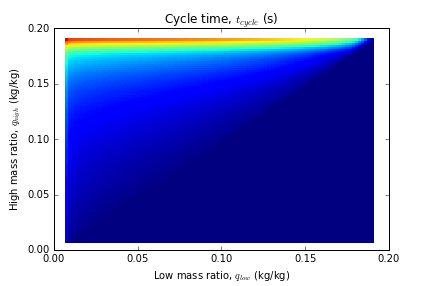 Cycle time, t_cycle (s)
High mass ratio, q_high (kg/kg)
0.20
0.15
0.10
0.05
0.00
0.00 0.05 0.10 0.15 0.20
Low mass ratio, q_low (kg/kg)